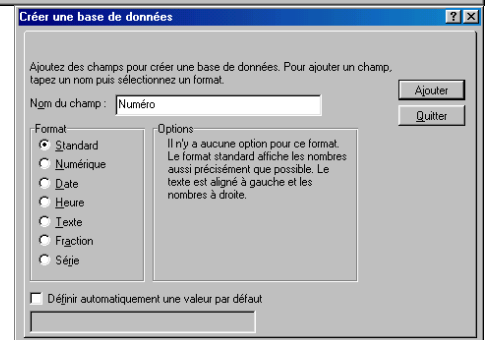 Créer une base de données
Ajoutez des champs pour créer une base de données. Pour ajouter un champ,
tapez un nom puis sélectionnez un format.
Nom du champ : Numéro
Ajouter
Quitter
Format
Standard
Numérique
Date
Heure
Texte
Fraction
Série
Options
Il n'y a aucune option pour ce format.
Le format standard affiche les nombres
aussi précisément que possible. Le
texte est aligné à gauche et les
nombres à droite.
Définir automatiquement une valeur par défaut